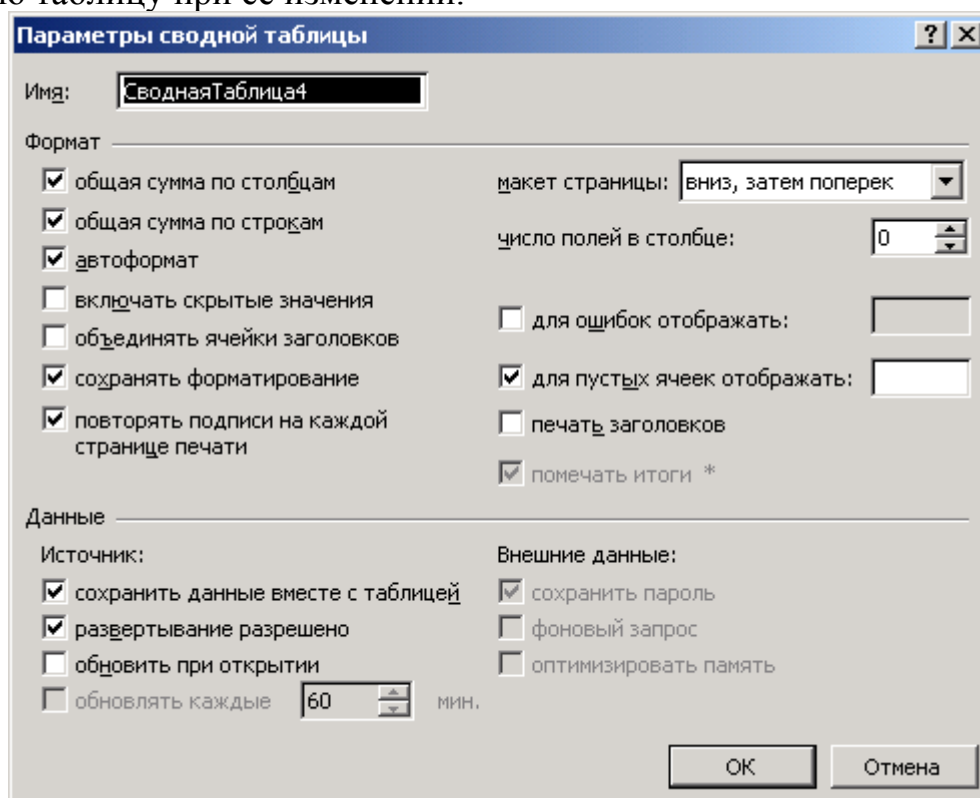 таблицу при ее изменении.
Параметры сводной таблицы
Имя: СводнаяТаблица4
Формат
общая сумма по столбцам
общая сумма по строкам
автоформат
включать скрытые значения
объединять ячейки заголовков
сохранять форматирование
повторять подписи на каждой
странице печати
макет страницы: вниз, затем поперек
число полей в столбце: 0
для ошибок отображать:
для пустых ячеек отображать:
печать заголовков
помечать итоги *
Данные
Источник:
сохранить данные вместе с таблицей
развертывание разрешено
обновить при открытии
обновлять каждые 60 мин.
Внешние данные:
сохранить пароль
фоновый запрос
оптимизировать память
ОК Отмена